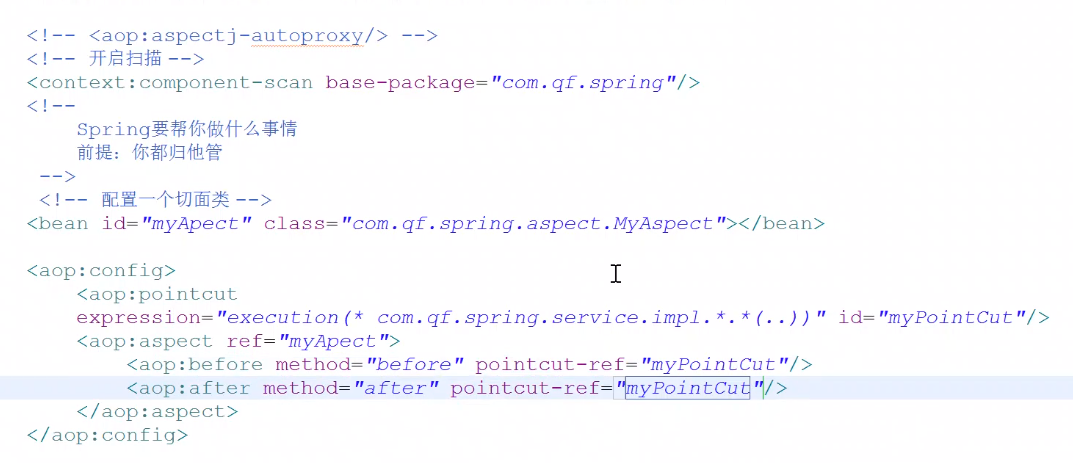 <!-- <aop:aspectj-autoproxy/> -->
<!-- 开启扫描 -->
<context:component-scan base-package="com.qf.spring"/>
<!--
Spring要帮你做什么事情
前提：你都归他管
-->
<!-- 配置一个切面类 -->
<bean id="myApect" class="com.qf.spring.aspect.MyAspect"></bean>
<aop:config>
<aop:pointcut
expression="execution(* com.qf.spring.service.impl.*.*(..))" id="myPointCut"/>
<aop:aspect ref="myApect">
<aop:before method="before" pointcut-ref="myPointCut"/>
<aop:after method="after" pointcut-ref="myPointCut"/>
</aop:aspect>
</aop:config>